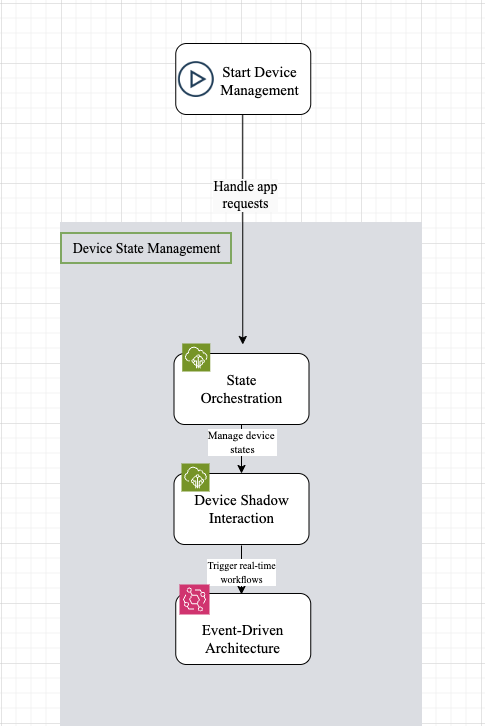 Start Device
Management
Handle app
requests
Device State Management
State
Orchestration
Manage device
states
Device Shadow
Interaction
Trigger real-time
workflows
Event-Driven
Architecture